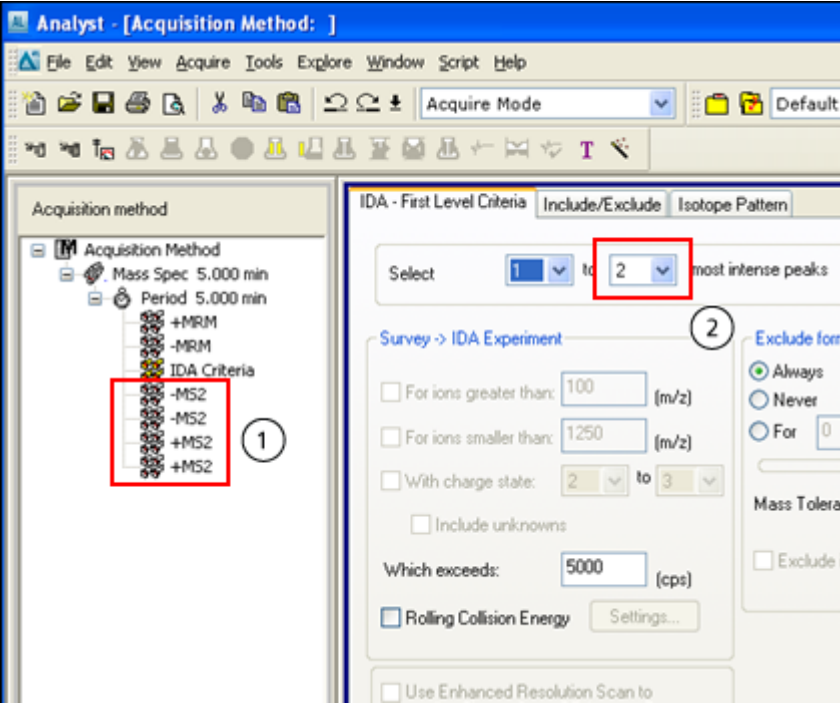 Analyst - [Acquisition Method: ]
File Edit View Acquire Tools Explore Window Script Help
Acquire Mode Default
T
Acquisition method
Acquisition Method
Mass Spec 5.000 min
Period 5.000 min
+MRM
-MRM
IDA Criteria
-MS2
-MS2
+MS2
+MS2
1
IDA - First Level Criteria Include/Exclude Isotope Pattern
Select 1 to 2 most intense peaks
2
Survey -> IDA Experiment
For ions greater than: 100 (m/z)
For ions smaller than: 1250 (m/z)
With charge state: 2 to 3
Include unknowns
Which exceeds: 5000 (cps)
Rolling Collision Energy Settings...
Use Enhanced Resolution Scan to
Exclude
Always
Never
For 0
Mass
Exclude